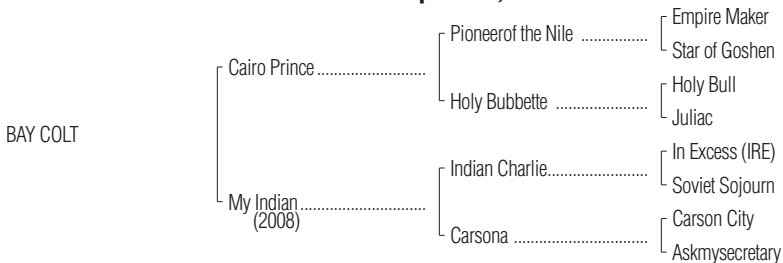 Empire Maker
Pioneerof the Nile ................
Star of Goshen
Cairo Prince ..........................
Holy Bull
Holy Bubbette ......................
Juliac
BAY COLT
In Excess (IRE)
Indian Charlie........................
Soviet Sojourn
My Indian ..............................
(2008)
Carson City
Carsona ................................
Askmysecretary